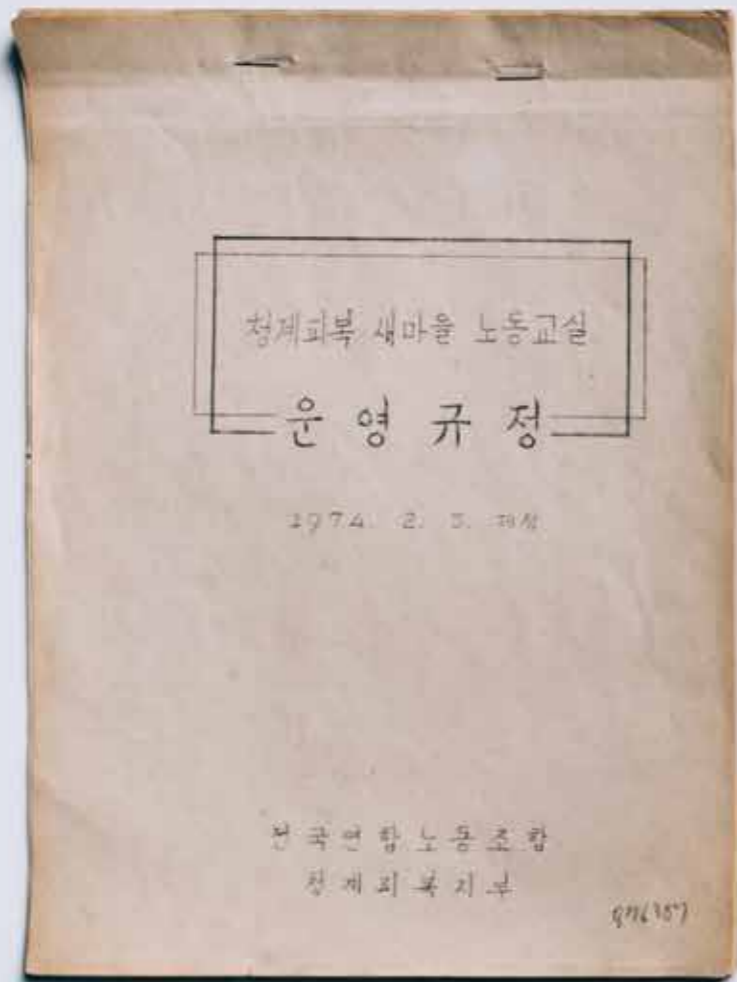 청계피복 새마을 노동교실
운영규정
1974. 2. 제정
전국연합노동조합
청계피복지부